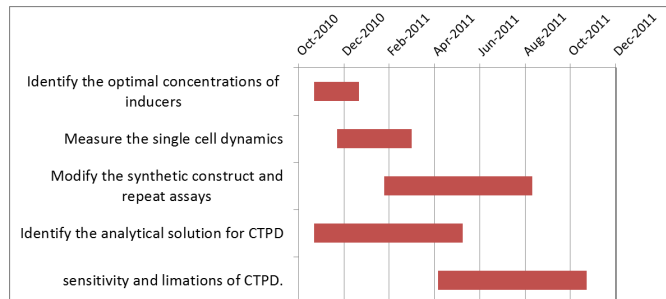 Oct-2010
Dec-2010
Feb-2011
Apr-2011
Jun-2011
Aug-2011
Oct-2011
Dec-2011
Identify the optimal concentrations of
inducers
Measure the single cell dynamics
Modify the synthetic construct and
repeat assays
Identify the analytical solution for CTPD
sensitivity and limations of CTPD.